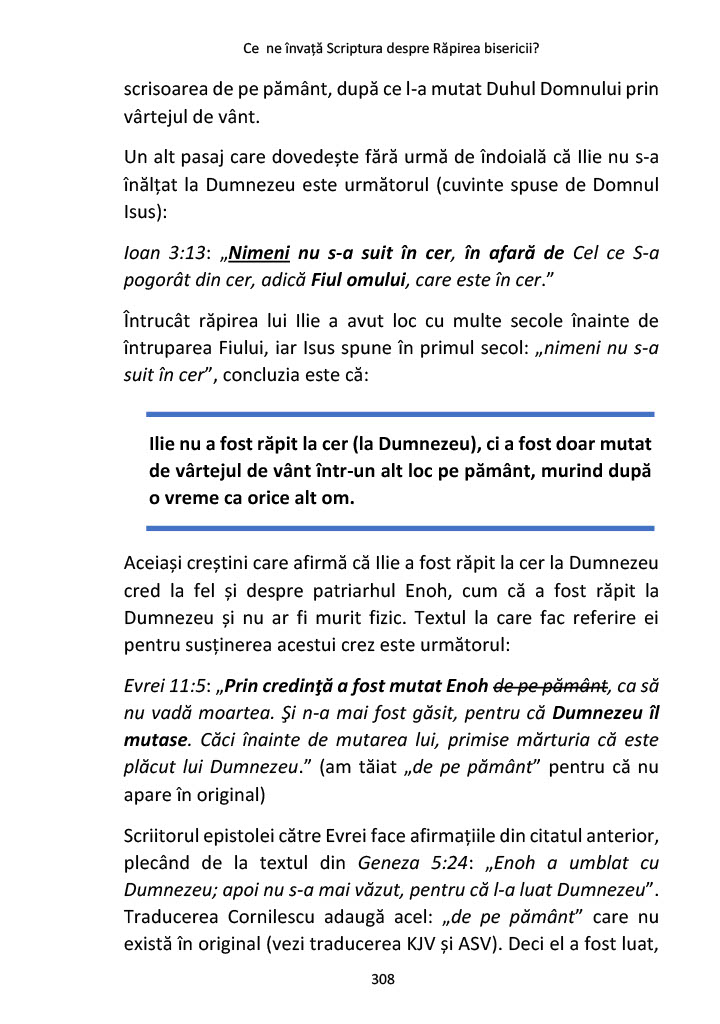 Ce  ne învață Scriptura despre Răpirea bisericii?
scrisoarea de pe pământ, după ce l-a mutat Duhul Domnului prin
vârtejul de vânt.
Un alt pasaj care dovedește fără urmă de îndoială că Ilie nu s-a
înălțat la Dumnezeu este următorul (cuvinte spuse de Domnul
Isus):
Ioan 3:13: „Nimeni nu s-a suit în cer, în afară de Cel ce S-a
pogorât din cer, adică Fiul omului, care este în cer.”
Întrucât răpirea lui Ilie a avut loc cu multe secole înainte de
întruparea Fiului, iar Isus spune în primul secol: „nimeni nu s-a
suit în cer”, concluzia este că:
Ilie nu a fost răpit la cer (la Dumnezeu), ci a fost doar mutat
de vârtejul de vânt într-un alt loc pe pământ, murind după
o vreme ca orice alt om.
Aceiași creștini care afirmă că Ilie a fost răpit la cer la Dumnezeu
cred la fel și despre patriarhul Enoh, cum că a fost răpit la
Dumnezeu și nu ar fi murit fizic. Textul la care fac referire ei
pentru susținerea acestui crez este următorul:
Evrei 11:5: „Prin credinţă a fost mutat Enoh de pe pământ, ca să
nu vadă moartea. Şi n-a mai fost găsit, pentru că Dumnezeu îl
mutase. Căci înainte de mutarea lui, primise mărturia că este
plăcut lui Dumnezeu.” (am tăiat „de pe pământ” pentru că nu
apare în original)
Scriitorul epistolei către Evrei face afirmațiile din citatul anterior,
plecând de la textul din Geneza 5:24: „Enoh a umblat cu
Dumnezeu; apoi nu s-a mai văzut, pentru că l-a luat Dumnezeu”.
Traducerea Cornilescu adaugă acel: „de pe pământ” care nu
există în original (vezi traducerea KJV și ASV). Deci el a fost luat,
308